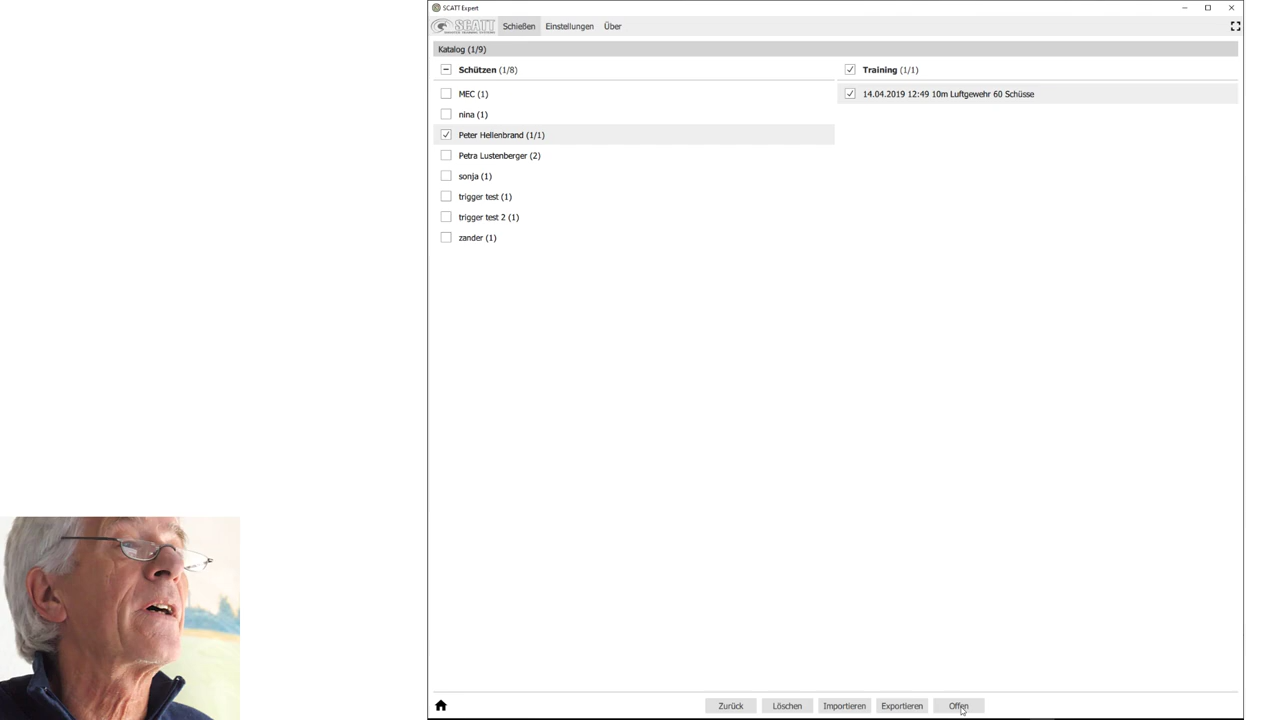 SCATT Expert
SCATT Schießen Einstellungen Über
Katalog (1/9)
Schützen (1/8)
MEC (1)
nina (1)
Peter Hellenbrand (1/1)
Petra Lustenberger (2)
sonja (1)
trigger test (1)
trigger test 2 (1)
zander (1)
Training (1/1)
14.04.2019 12:49 10m Luftgewehr 60 Schüsse
Zurück Löschen Importieren Exportieren Offen